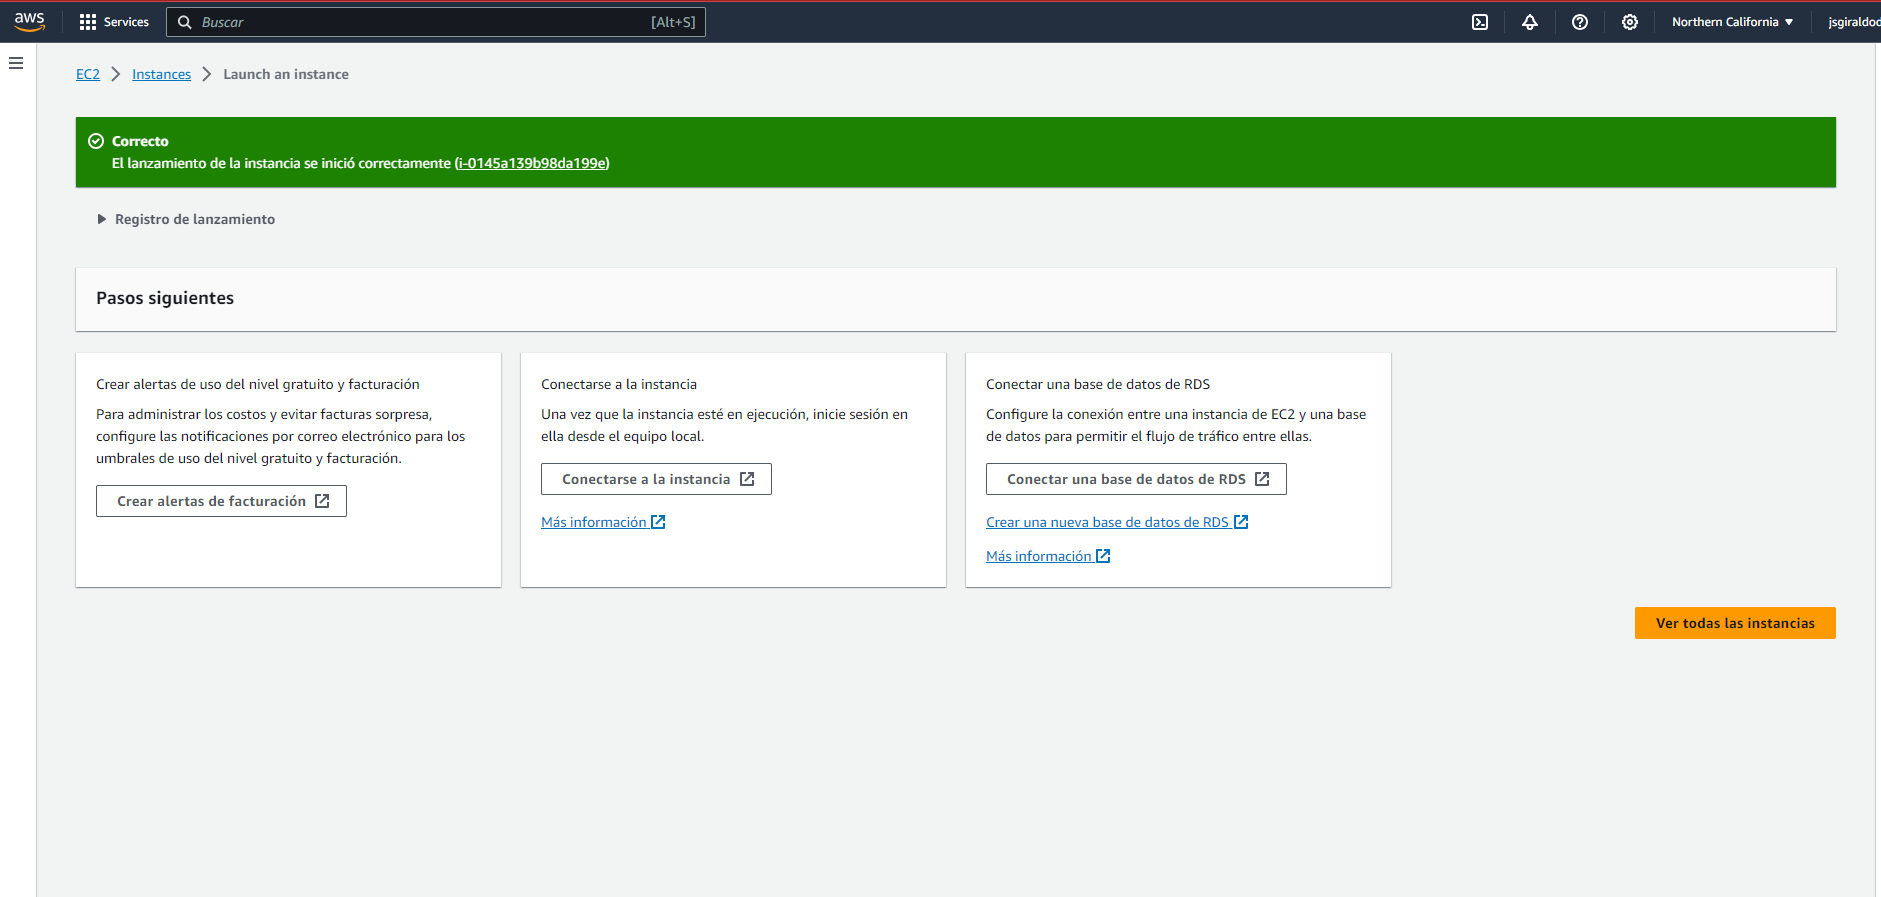 aws
Services
Buscar
[Alt+S]
Northern California
jsgiraldod
EC2
Instances
Launch an instance
Correcto
El lanzamiento de la instancia se inició correctamente (i-0145a139b98da199e)
Registro de lanzamiento
Pasos siguientes
Crear alertas de uso del nivel gratuito y facturación
Para administrar los costos y evitar facturas sorpresa,
configure las notificaciones por correo electrónico para los
umbrales de uso del nivel gratuito y facturación.
Crear alertas de facturación
Conectarse a la instancia
Una vez que la instancia esté en ejecución, inicie sesión en
ella desde el equipo local.
Conectarse a la instancia
Más información
Conectar una base de datos de RDS
Configure la conexión entre una instancia de EC2 y una base
de datos para permitir el flujo de tráfico entre ellas.
Conectar una base de datos de RDS
Crear una nueva base de datos de RDS
Más información
Ver todas las instancias